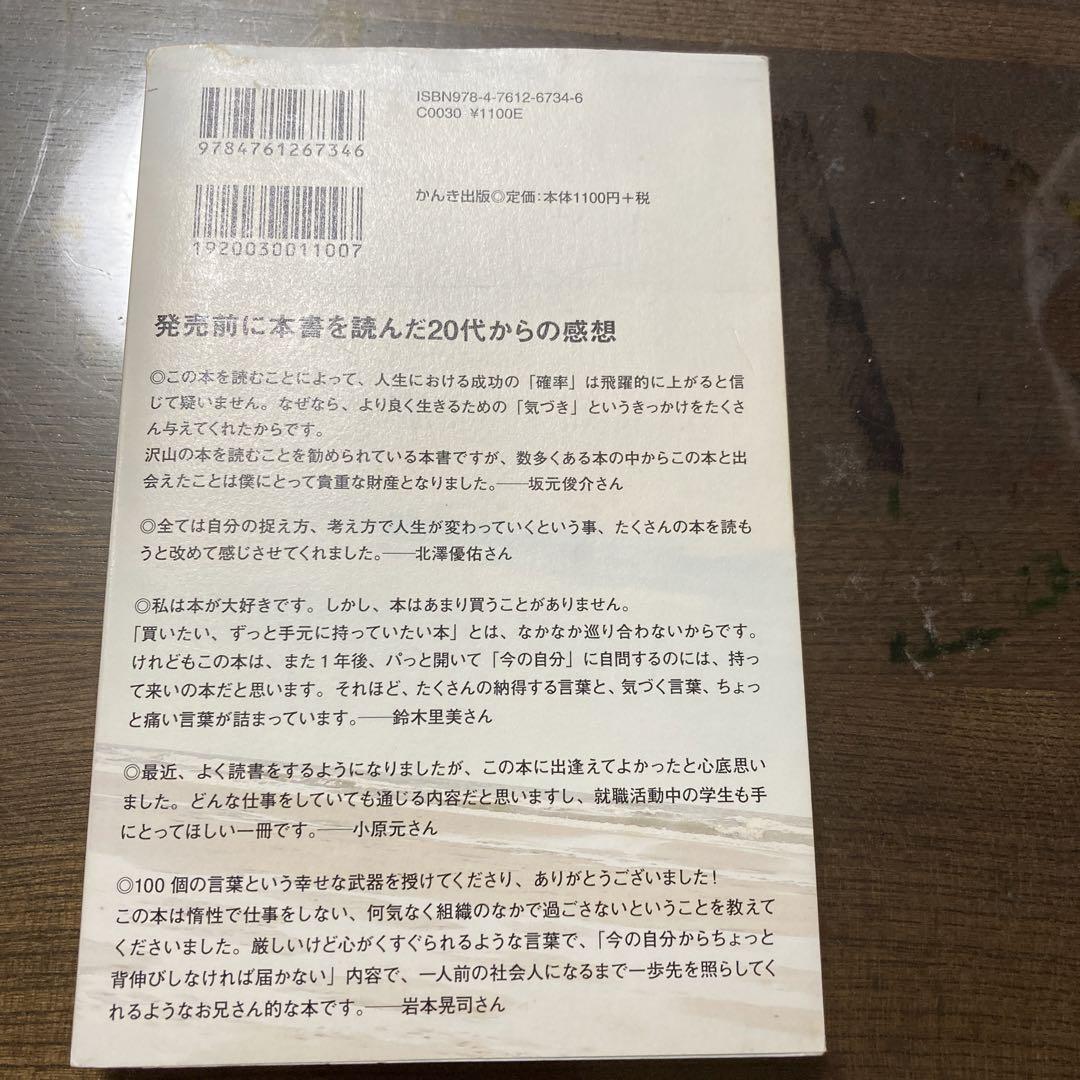 ISBN978-4-7612-6734-6
C0030 ¥1100E
9784761267346
かんき出版◎定価:本体1100円+税
1920030011007
発売前に本書を読んだ20代からの感想
◎この本を読むことによって、人生における成功の「確率」は飛躍的に上がると信
じて疑いません。なぜなら、より良く生きるための「気づき」というきっかけをたくさ
ん与えてくれたからです。
沢山の本を読むことを勧められている本書ですが、数多くある本の中からこの本と出
会えたことは僕にとって貴重な財産となりました。──坂元俊介さん
◎全ては自分の捉え方、考え方で人生が変わっていくという事、たくさんの本を読も
うと改めて感じさせてくれました。──北澤優佑さん
◎私は本が大好きです。しかし、本はあまり買うことがありません。
「買いたい、ずっと手元に持っていたい本」とは、なかなか巡り合わないからです。
けれどもこの本は、また1年後、パっと開いて「今の自分」に自問するのには、持っ
て来いの本だと思います。それほど、たくさんの納得する言葉と、気づく言葉、ちょっ
と痛い言葉が詰まっています。──鈴木里美さん
◎最近、よく読書をするようになりましたが、この本に出逢えてよかったと心底思い
ました。どんな仕事をしていても通じる内容だと思いますし、就職活動中の学生も手
にとってほしい一冊です。──小原元さん
◎100個の言葉という幸せな武器を授けてくださり、ありがとうございました!
この本は惰性で仕事をしない、何気なく組織のなかで過ごさないということを教えて
くださいました。厳しいけど心がくすぐられるような言葉で、「今の自分からちょっと
背伸びしなければ届かない」内容で、一人前の社会人になるまで一歩先を照らしてく
れるようなお兄さん的な本です。──岩本晃司さん